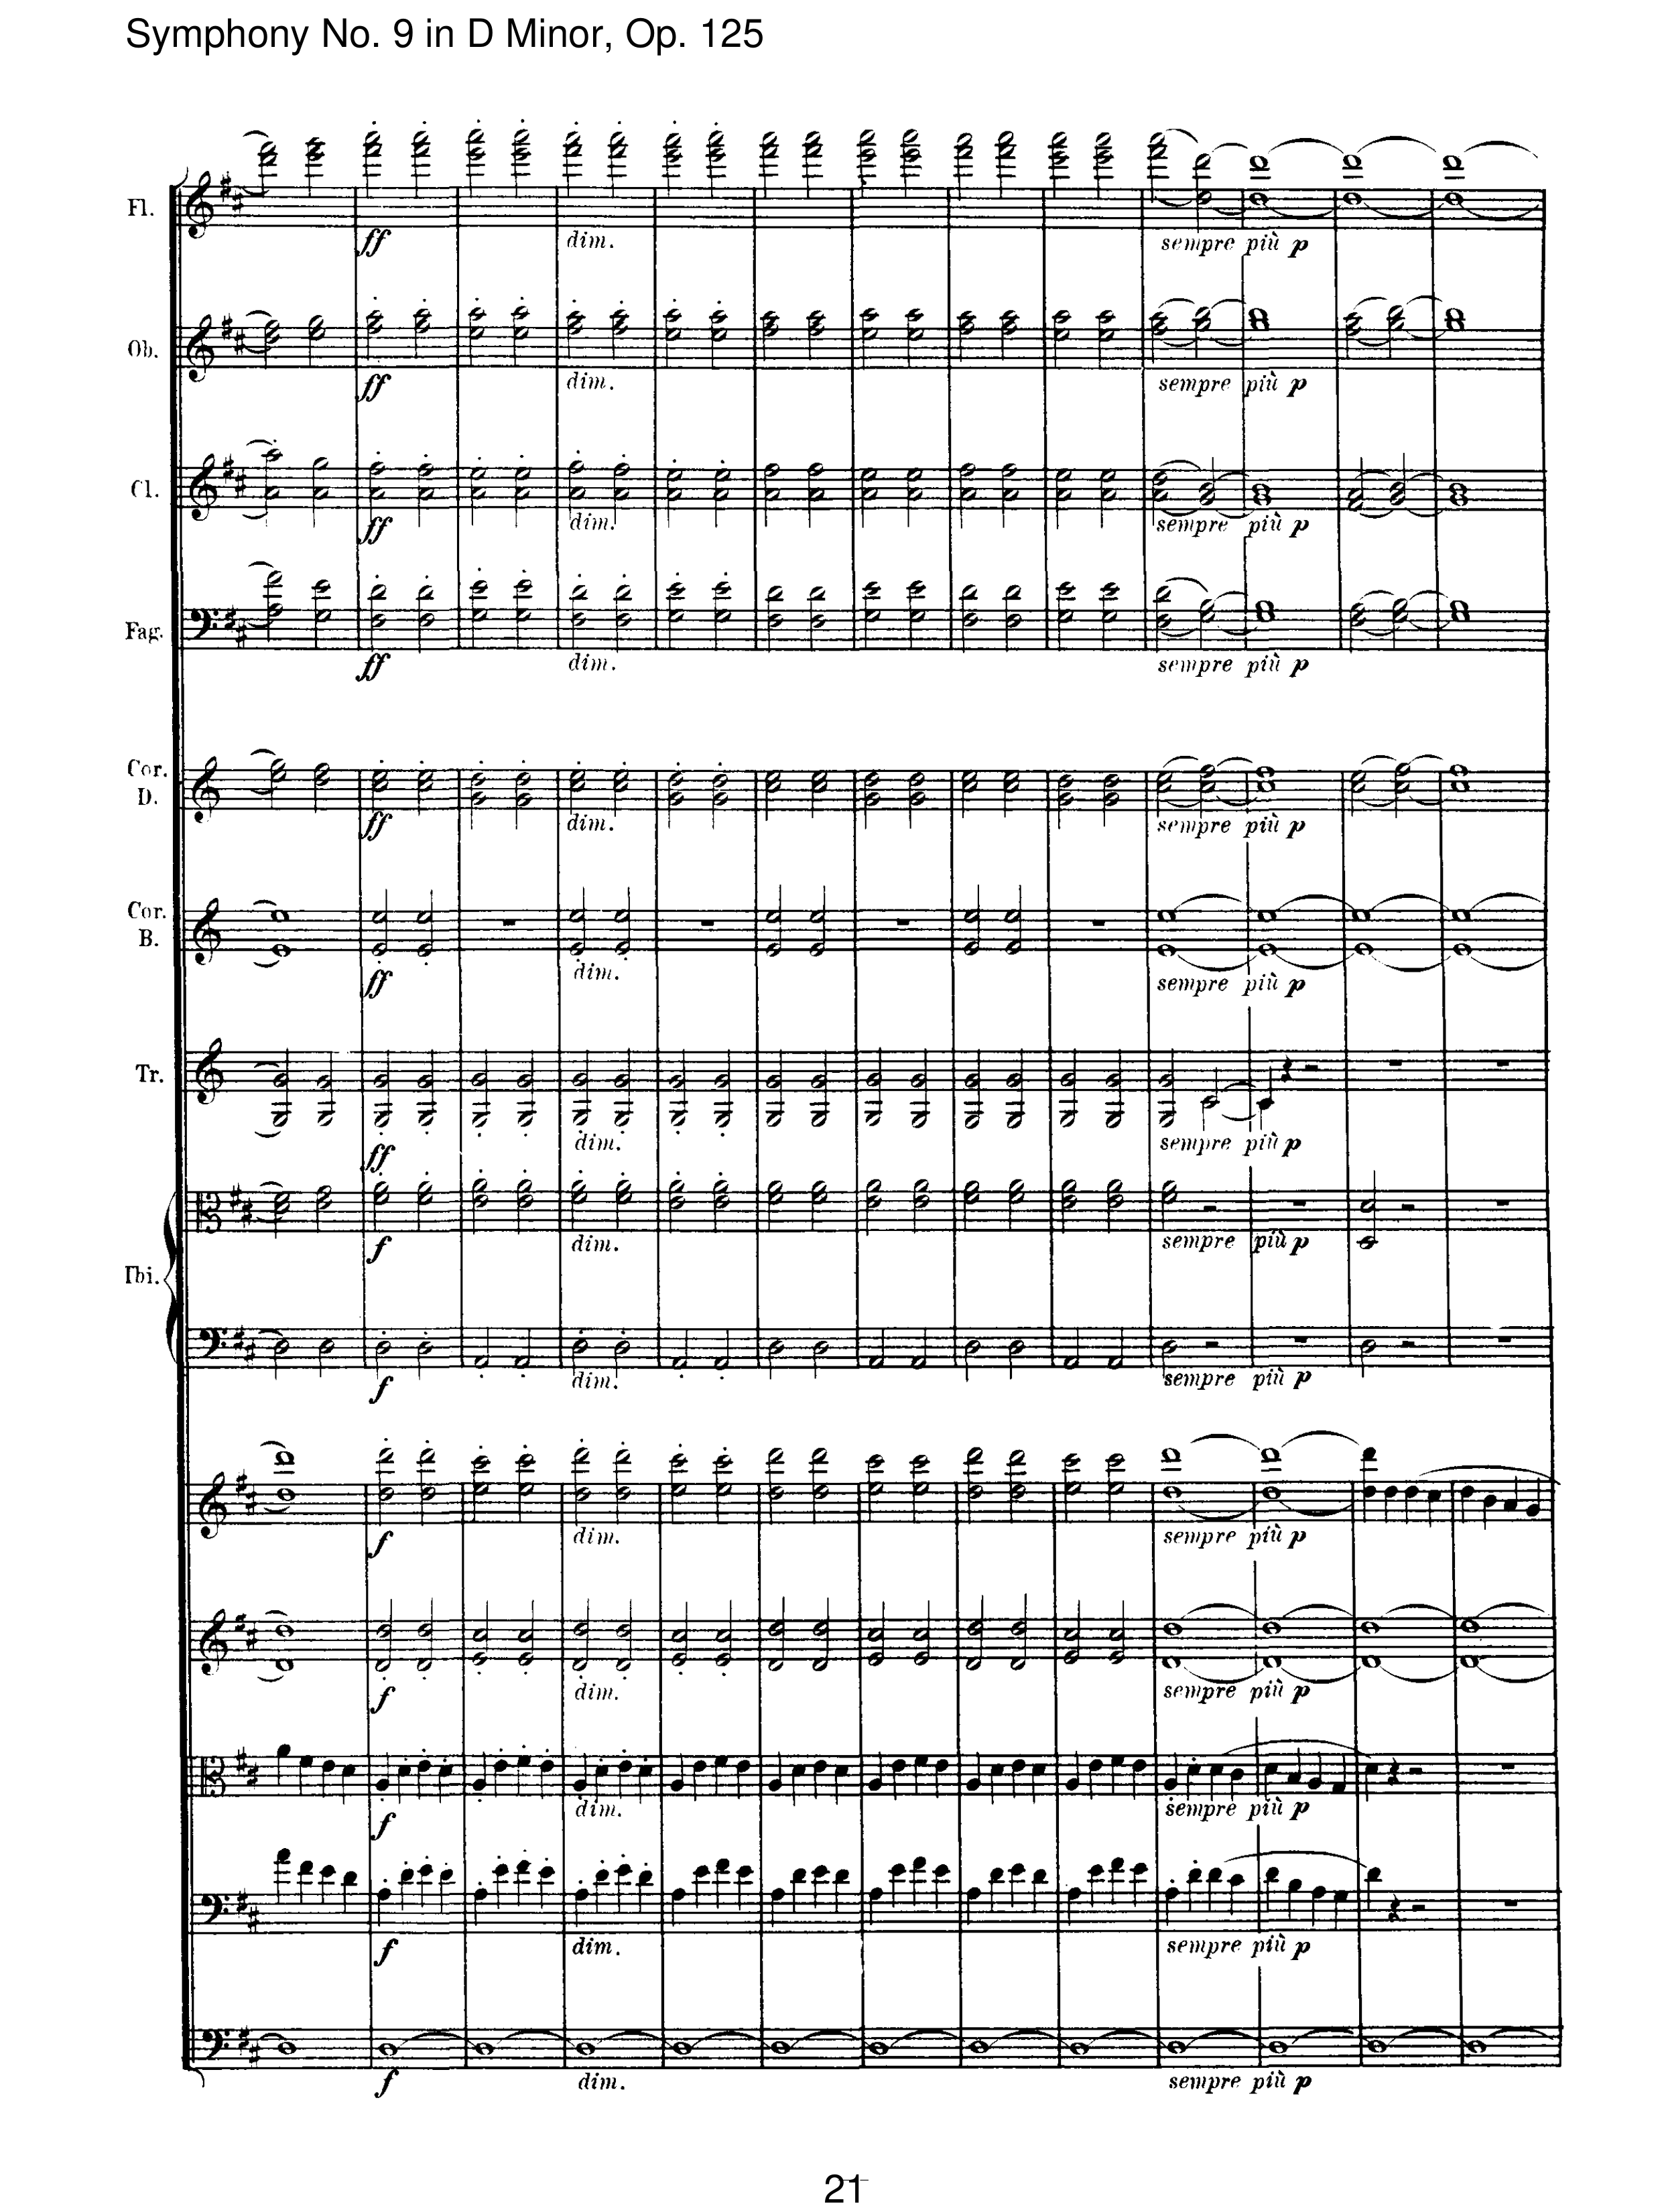 Symphony No. 9 in D Minor, Op. 125
Fl.
ff
dim.
sempre più p
Ob.
ff
dim.
sempre più p
Cl.
ff
dim.
sempre più p
Fag.
ff
dim.
sempre più p
Cor.
D.
ff
dim.
sempre più p
Cor.
B.
ff
dim.
sempre più p
Tr.
ff
dim.
sempre più p
f
dim.
sempre più p
Tbi.
f
dim.
sempre più p
f
dim.
sempre più p
f
dim.
sempre più p
f
dim.
sempre più p
f
dim.
sempre più p
f
dim.
sempre più p
21